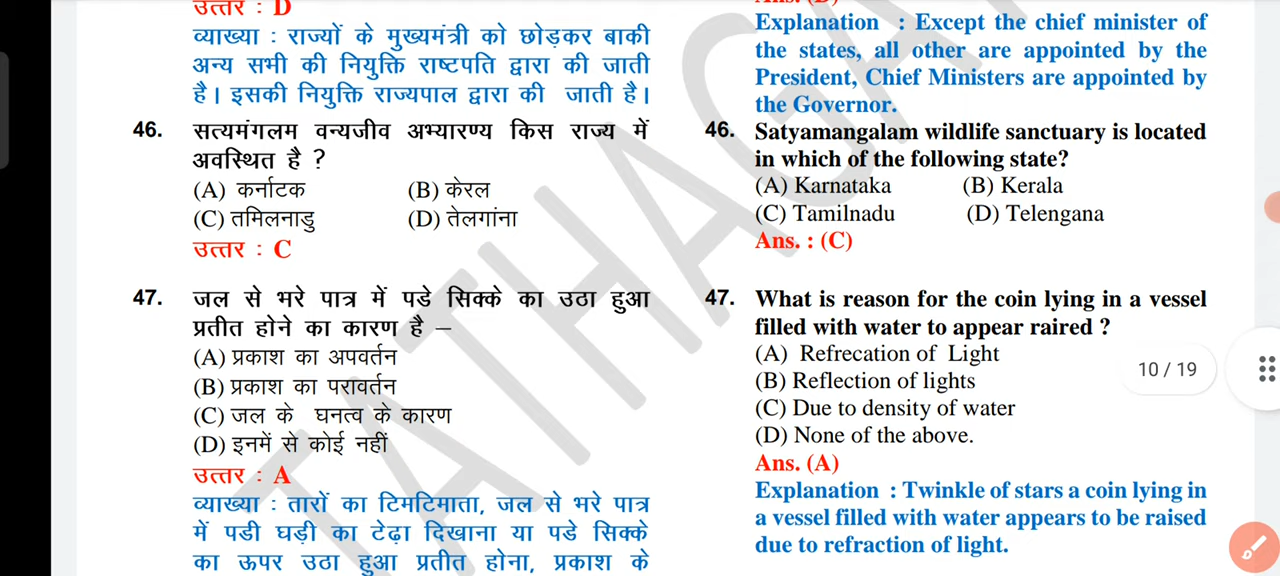 उत्तर : D
व्याख्या : राज्यों के मुख्यमंत्री को छोड़कर बाकी
अन्य सभी की नियुक्ति राष्टपति द्वारा की जाती
है। इसकी नियुक्ति राज्यपाल द्वारा की जाती है।
46. सत्यमंगलम वन्यजीव अभ्यारण्य किस राज्य में
अवस्थित है ?
(A) कर्नाटक (B) केरल
(C) तमिलनाडु (D) तेलगांना
उत्तर : C
47. जल से भरे पात्र में पडे सिक्के का उठा हुआ
प्रतीत होने का कारण है –
(A) प्रकाश का अपवर्तन
(B) प्रकाश का परावर्तन
(C) जल के घनत्व के कारण
(D) इनमें से कोई नहीं
उत्तर : A
व्याख्या : तारों का टिमटिमाता, जल से भरे पात्र
में पडी घड़ी का टेढ़ा दिखाना या पडे सिक्के
का ऊपर उठा हुआ प्रतीत होना, प्रकाश के
Ans. (D)
Explanation : Except the chief minister of
the states, all other are appointed by the
President, Chief Ministers are appointed by
the Governor.
46. Satyamangalam wildlife sanctuary is located
in which of the following state?
(A) Karnataka (B) Kerala
(C) Tamilnadu (D) Telengana
Ans. : (C)
47. What is reason for the coin lying in a vessel
filled with water to appear raired ?
(A) Refrecation of Light
(B) Reflection of lights
(C) Due to density of water
(D) None of the above.
Ans. (A)
Explanation : Twinkle of stars a coin lying in
a vessel filled with water appears to be raised
due to refraction of light.
10 / 19
TATHAGA